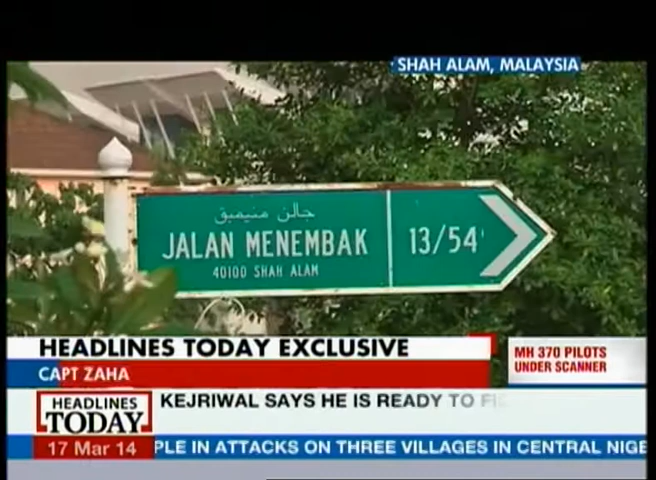 SHAH ALAM, MALAYSIA
جالن منيمبق
JALAN MENEMBAK
40100 SHAH ALAM
13/54
HEADLINES TODAY EXCLUSIVE
CAPT ZAHA
MH 370 PILOTS
UNDER SCANNER
HEADLINES
TODAY
KEJRIWAL SAYS HE IS READY TO
17 Mar 14
PLE IN ATTACKS ON THREE VILLAGES IN CENTRAL NIGE